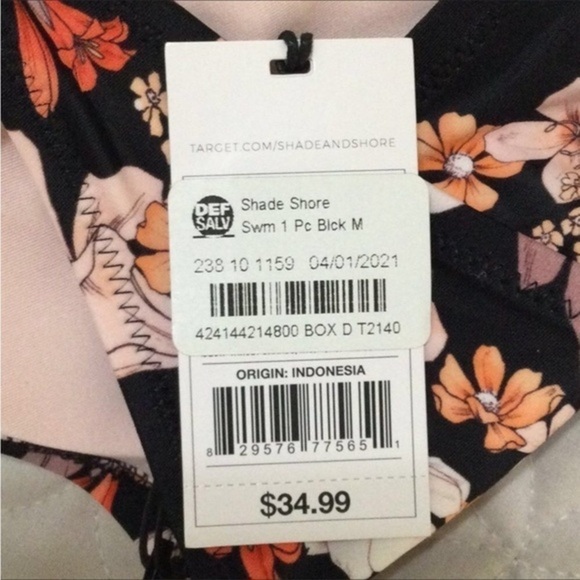 TARGET.COM/SHADEANDSHORE
DEF
SALV
Shade Shore
Swm 1 Pc Blck M
238 10 1159 04/01/2021
424144214800 BOX D T2140
ORIGIN: INDONESIA
8 29576 77565 1
$34.99